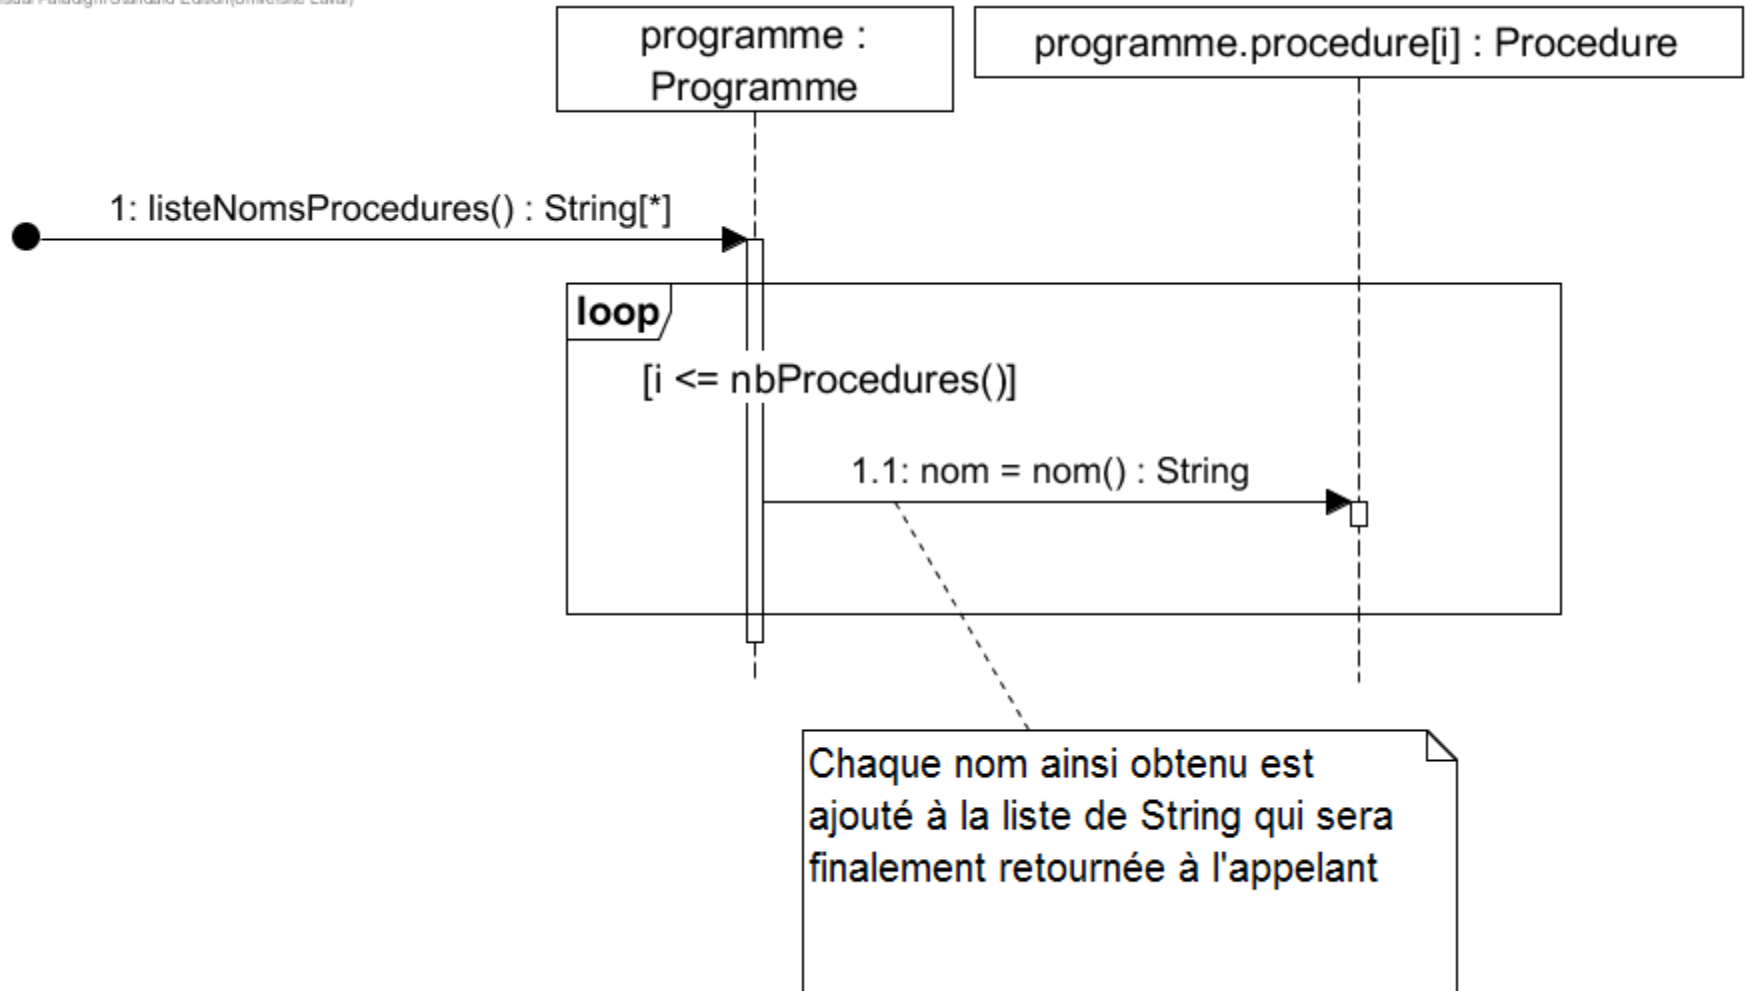 programme :
Programme
programme.procedure[i] : Procedure
1: listeNomsProcedures() : String[*]
loop
[i <= nbProcedures()]
1.1: nom = nom() : String
Chaque nom ainsi obtenu est
ajouté à la liste de String qui sera
finalement retournée à l'appelant